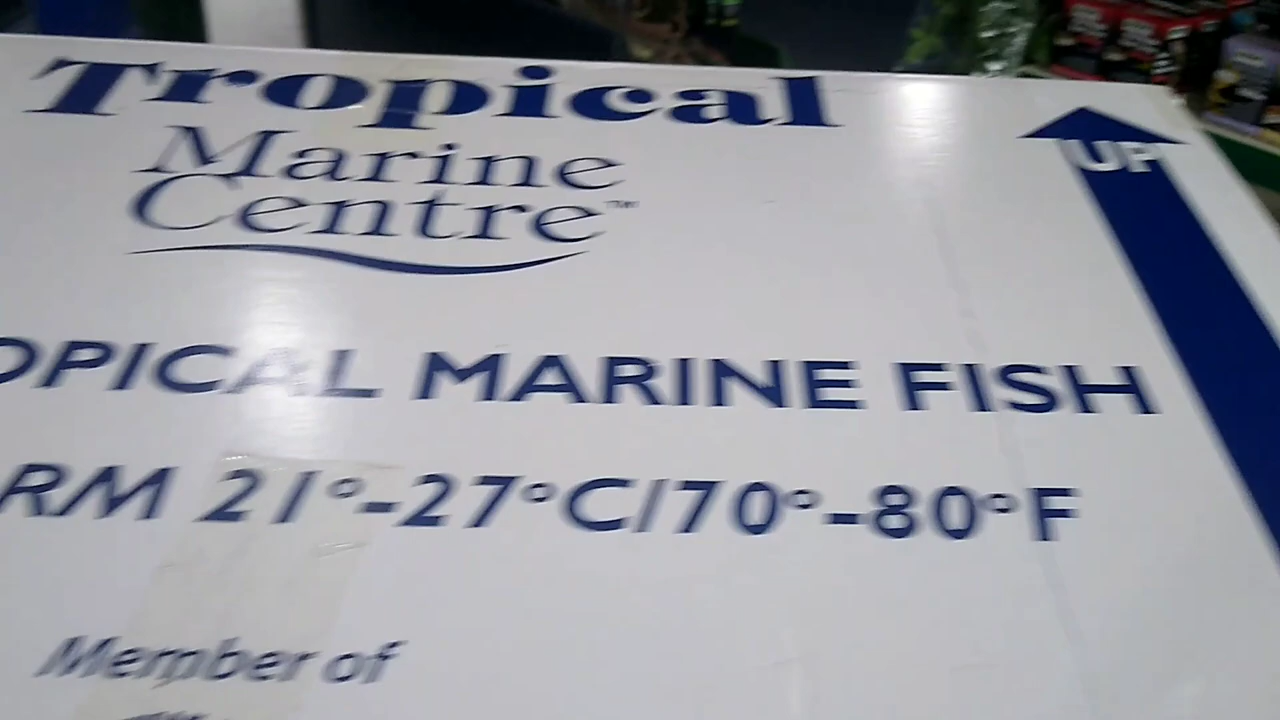 Tropical
Marine
Centre™
UP
OPICAL MARINE FISH
RM 21°-27°C/70°-80°F
Member of